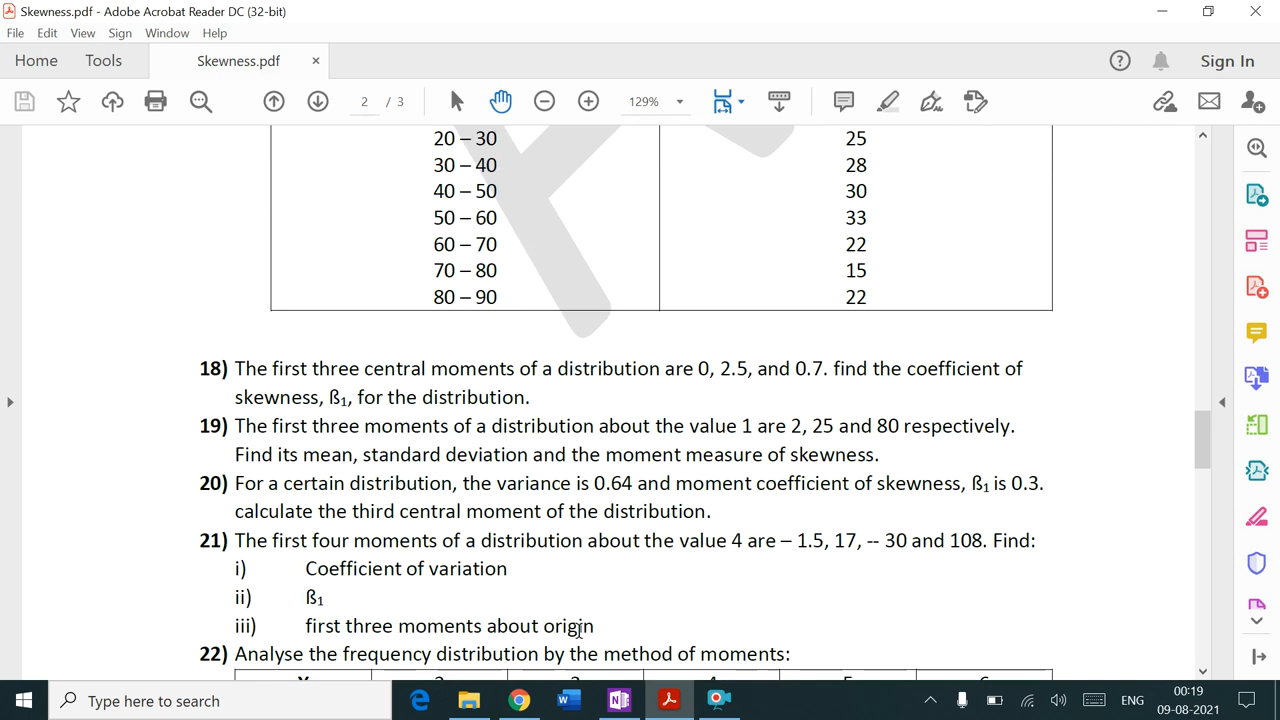 Skewness.pdf - Adobe Acrobat Reader DC (32-bit)
File Edit View Sign Window Help
Home Tools Skewness.pdf × Sign In
2 / 3 129%
20 – 30 25
30 – 40 28
40 – 50 30
50 – 60 33
60 – 70 22
70 – 80 15
80 – 90 22
18) The first three central moments of a distribution are 0, 2.5, and 0.7. find the coefficient of
skewness, ß₁, for the distribution.
19) The first three moments of a distribution about the value 1 are 2, 25 and 80 respectively.
Find its mean, standard deviation and the moment measure of skewness.
20) For a certain distribution, the variance is 0.64 and moment coefficient of skewness, ß₁ is 0.3.
calculate the third central moment of the distribution.
21) The first four moments of a distribution about the value 4 are – 1.5, 17, -- 30 and 108. Find:
i) Coefficient of variation
ii) ß₁
iii) first three moments about origin
22) Analyse the frequency distribution by the method of moments:
Type here to search
ENG
00:19
09-08-2021